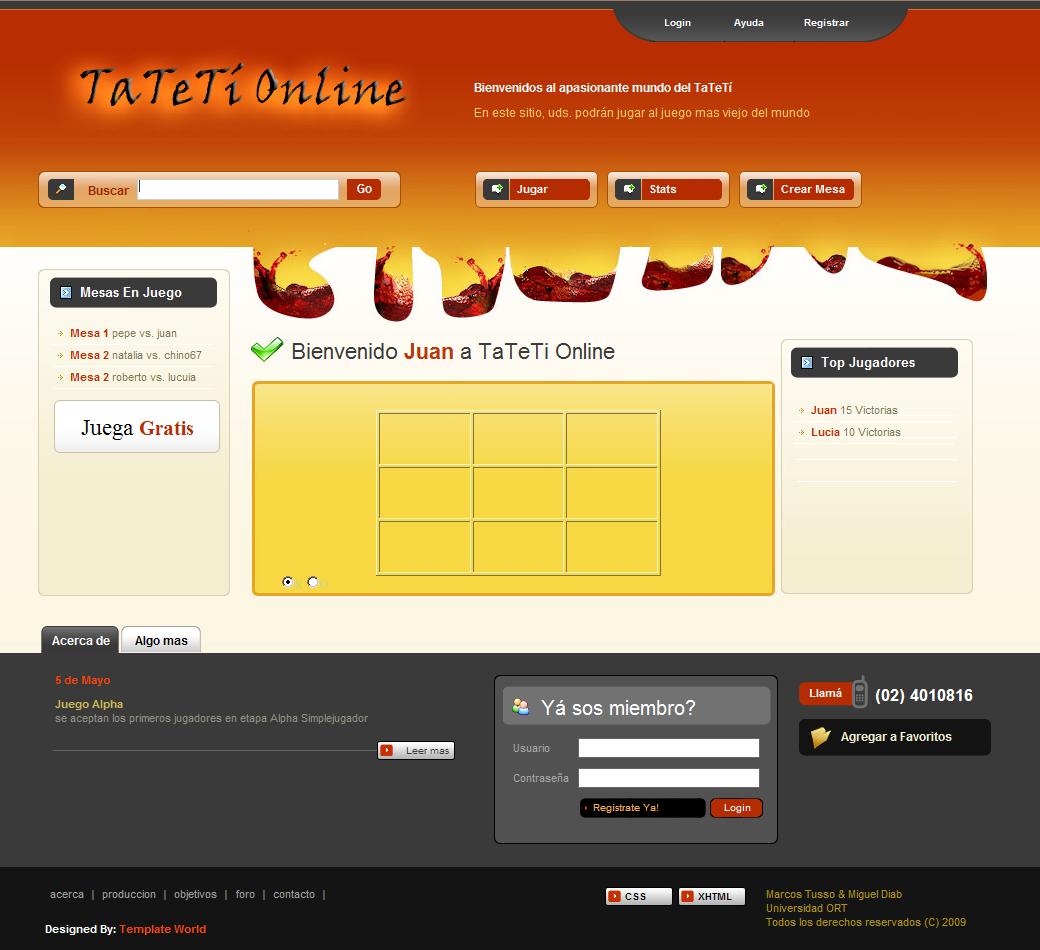 Login Ayuda Registrar
TaTeTí Online
Bienvenidos al apasionante mundo del TaTeTí
En este sitio, uds. podrán jugar al juego mas viejo del mundo
Buscar Go
Jugar Stats Crear Mesa
Mesas En Juego
Mesa 1 pepe vs. juan
Mesa 2 natalia vs. chino67
Mesa 2 roberto vs. lucuia
Juega Gratis
Bienvenido Juan a TaTeTi Online
Top Jugadores
Juan 15 Victorias
Lucia 10 Victorias
Acerca de Algo mas
5 de Mayo
Juego Alpha
se aceptan los primeros jugadores en etapa Alpha Simplejugador
Leer mas
Yá sos miembro?
Usuario
Contraseña
Registrate Ya! Login
Llamá (02) 4010816
Agregar a Favoritos
acerca | produccion | objetivos | foro | contacto |
Designed By: Template World
CSS XHTML
Marcos Tusso & Miguel Diab
Universidad ORT
Todos los derechos reservados (C) 2009